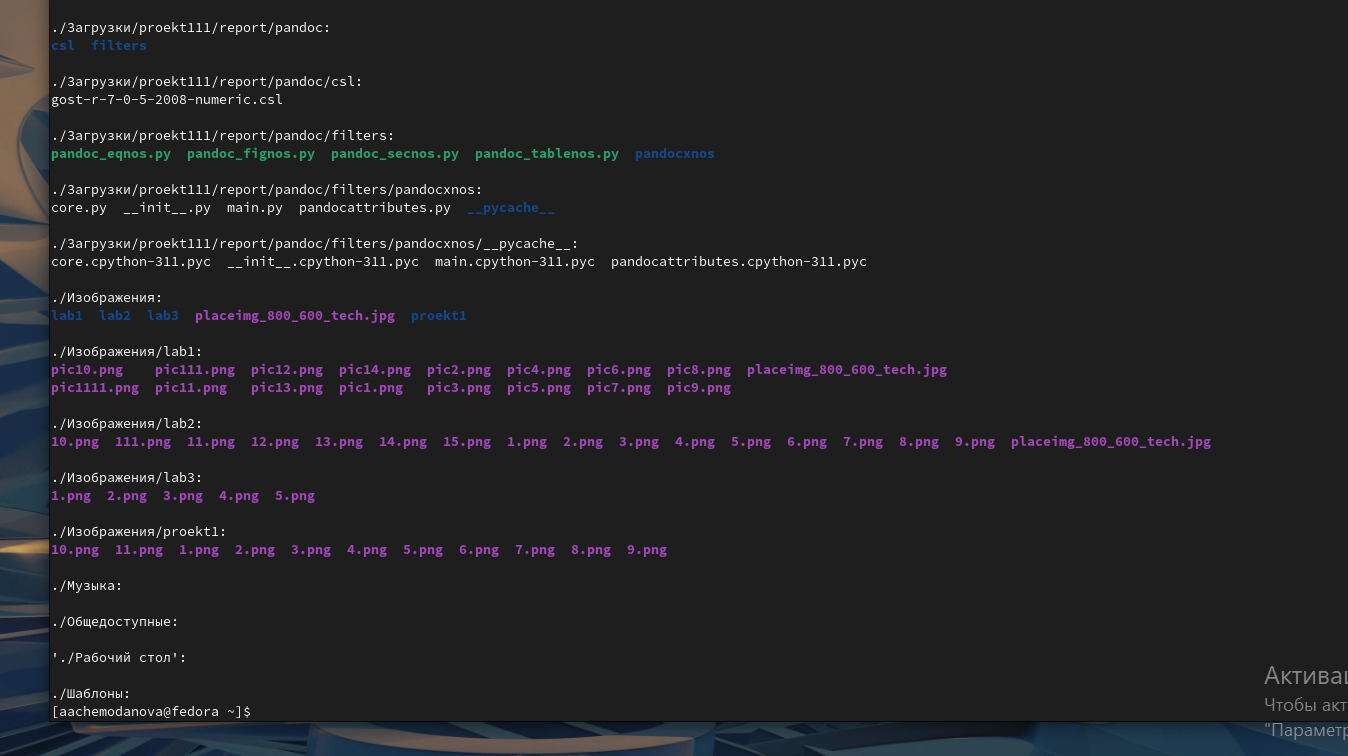 ./Загрузки/proekt111/report/pandoc:
csl  filters

./Загрузки/proekt111/report/pandoc/csl:
gost-r-7-0-5-2008-numeric.csl

./Загрузки/proekt111/report/pandoc/filters:
pandoc_eqnos.py  pandoc_fignos.py  pandoc_secnos.py  pandoc_tablenos.py  pandocxnos

./Загрузки/proekt111/report/pandoc/filters/pandocxnos:
core.py  __init__.py  main.py  pandocattributes.py  __pycache__

./Загрузки/proekt111/report/pandoc/filters/pandocxnos/__pycache__:
core.cpython-311.pyc  __init__.cpython-311.pyc  main.cpython-311.pyc  pandocattributes.cpython-311.pyc

./Изображения:
lab1  lab2  lab3  placeimg_800_600_tech.jpg  proekt1

./Изображения/lab1:
pic10.png    pic111.png  pic12.png  pic14.png  pic2.png  pic4.png  pic6.png  pic8.png  placeimg_800_600_tech.jpg
pic1111.png  pic11.png   pic13.png  pic1.png   pic3.png  pic5.png  pic7.png  pic9.png

./Изображения/lab2:
10.png  111.png  11.png  12.png  13.png  14.png  15.png  1.png  2.png  3.png  4.png  5.png  6.png  7.png  8.png  9.png  placeimg_800_600_tech.jpg

./Изображения/lab3:
1.png  2.png  3.png  4.png  5.png

./Изображения/proekt1:
10.png  11.png  1.png  2.png  3.png  4.png  5.png  6.png  7.png  8.png  9.png

./Музыка:

./Общедоступные:

'./Рабочий стол':

./Шаблоны:
[aachemodanova@fedora ~]$
Актива
Чтобы акт
"Параметр